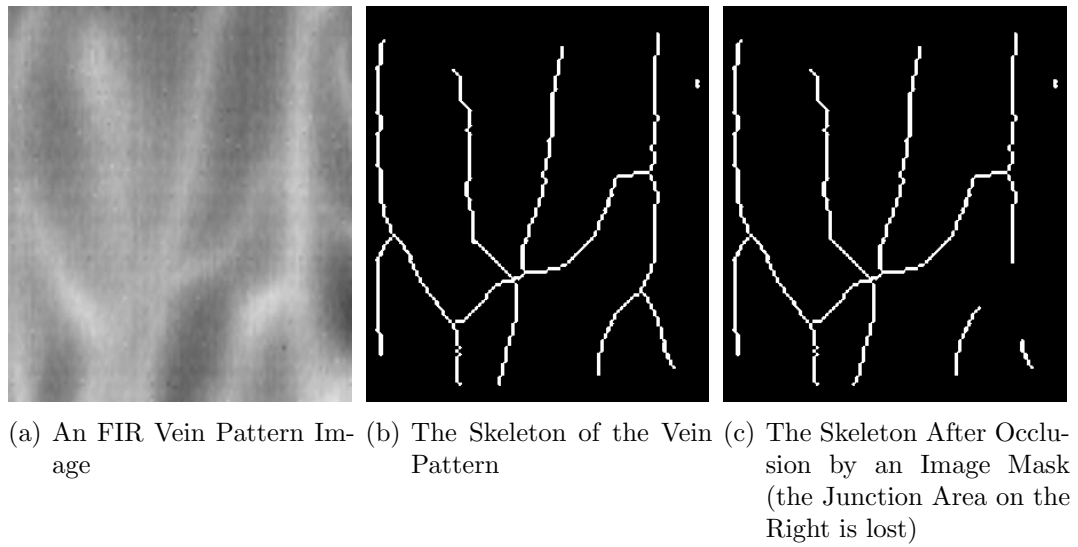 (a) An FIR Vein Pattern Im-
age
(b) The Skeleton of the Vein
Pattern
(c) The Skeleton After Occlu-
sion by an Image Mask
(the Junction Area on the
Right is lost)